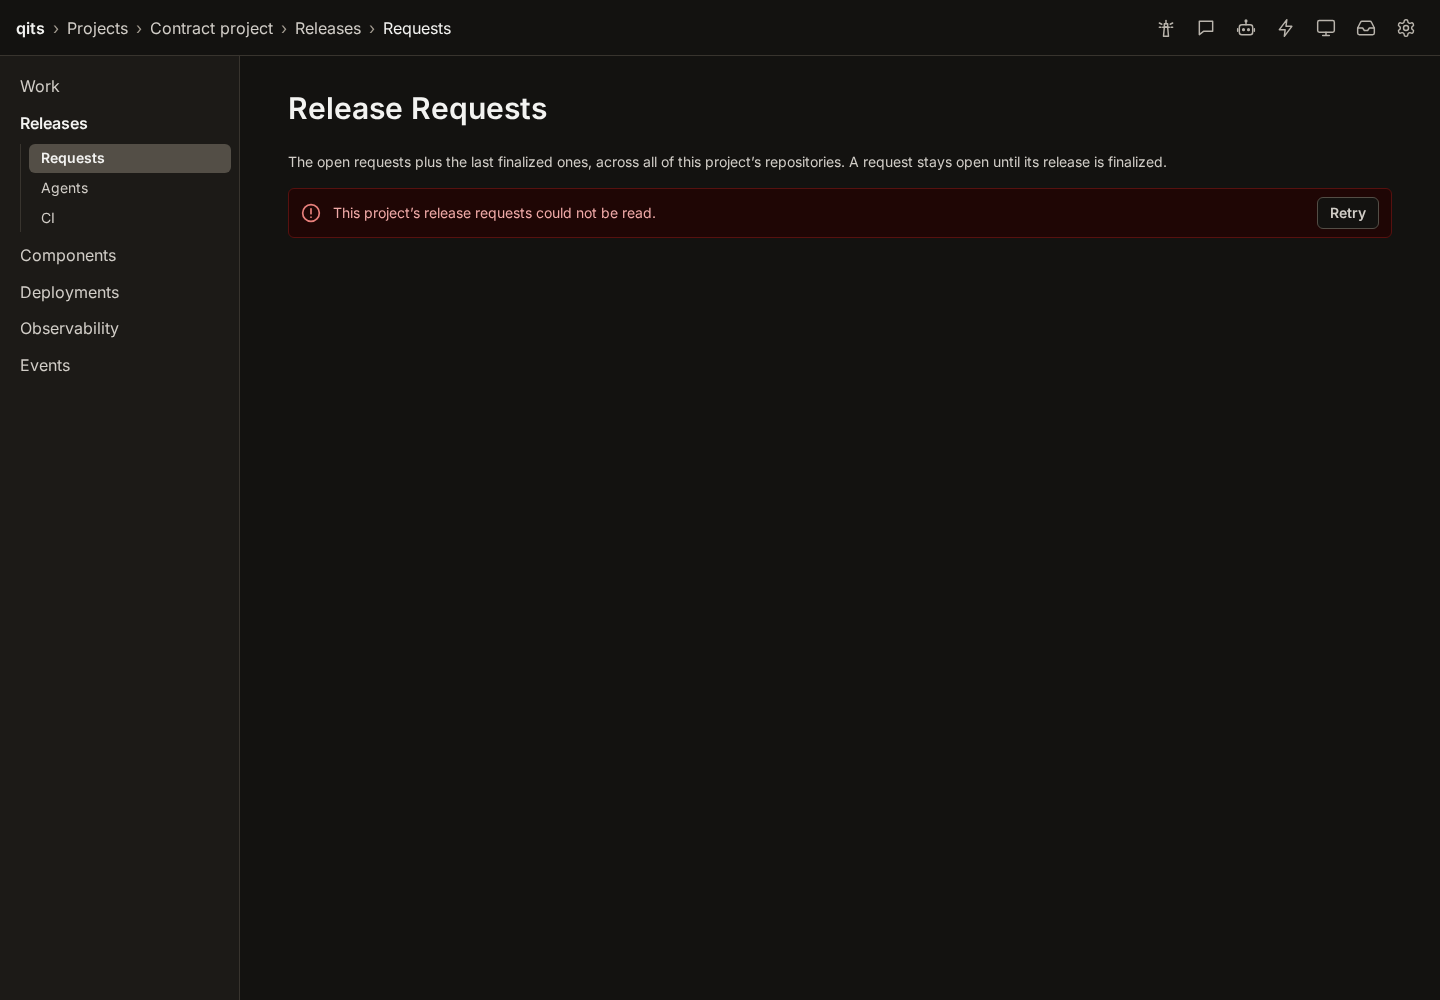 qits › Projects › Contract project › Releases › Requests
Work
Releases
Requests
Agents
CI
Components
Deployments
Observability
Events
Release Requests
The open requests plus the last finalized ones, across all of this project’s repositories. A request stays open until its release is finalized.
This project’s release requests could not be read.
Retry